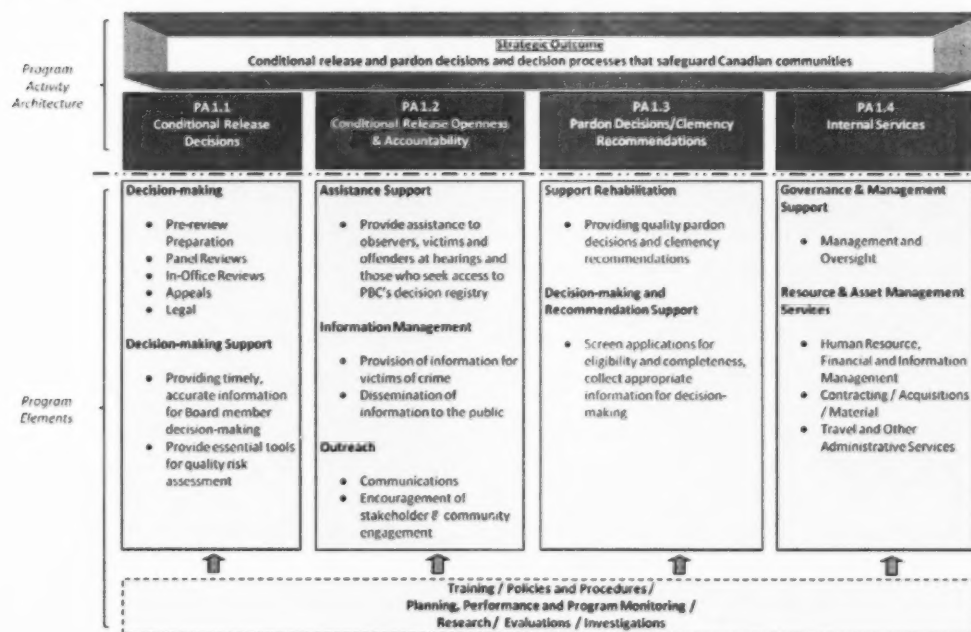 Strategic Outcome
Conditional release and pardon decisions and decision processes that safeguard Canadian communities
Program
Activity
Architecture
PA 1.1
Conditional Release
Decisions
PA 1.2
Conditional Release Openness
& Accountability
PA 1.3
Pardon Decisions/Clemency
Recommendations
PA 1.4
Internal Services
Program
Elements
Decision-making
• Pre-review
Preparation
• Panel Reviews
• In-Office Reviews
• Appeals
• Legal
Decision-making Support
• Providing timely,
accurate information
for Board member
decision-making
• Provide essential tools
for quality risk
assessment
Assistance Support
• Provide assistance to
observers, victims and
offenders at hearings and
those who seek access to
PBC's decision registry
Information Management
• Provision of information for
victims of crime
• Dissemination of
information to the public
Outreach
• Communications
• Encouragement of
stakeholder & community
engagement
Support Rehabilitation
• Providing quality pardon
decisions and clemency
recommendations
Decision-making and
Recommendation Support
• Screen applications for
eligibility and completeness,
collect appropriate
information for decision-
making
Governance & Management
Support
• Management and
Oversight
Resource & Asset Management
Services
• Human Resource,
Financial and Information
Management
• Contracting / Acquisitions
/ Material
• Travel and Other
Administrative Services
Training / Policies and Procedures /
Planning, Performance and Program Monitoring /
Research / Evaluations / Investigations